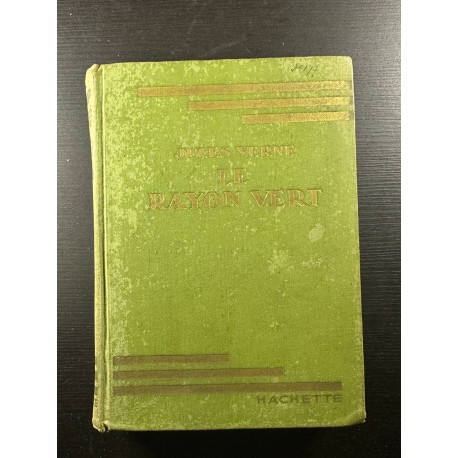 JULES VERNE
LE
RAYON VERT
HACHETTE